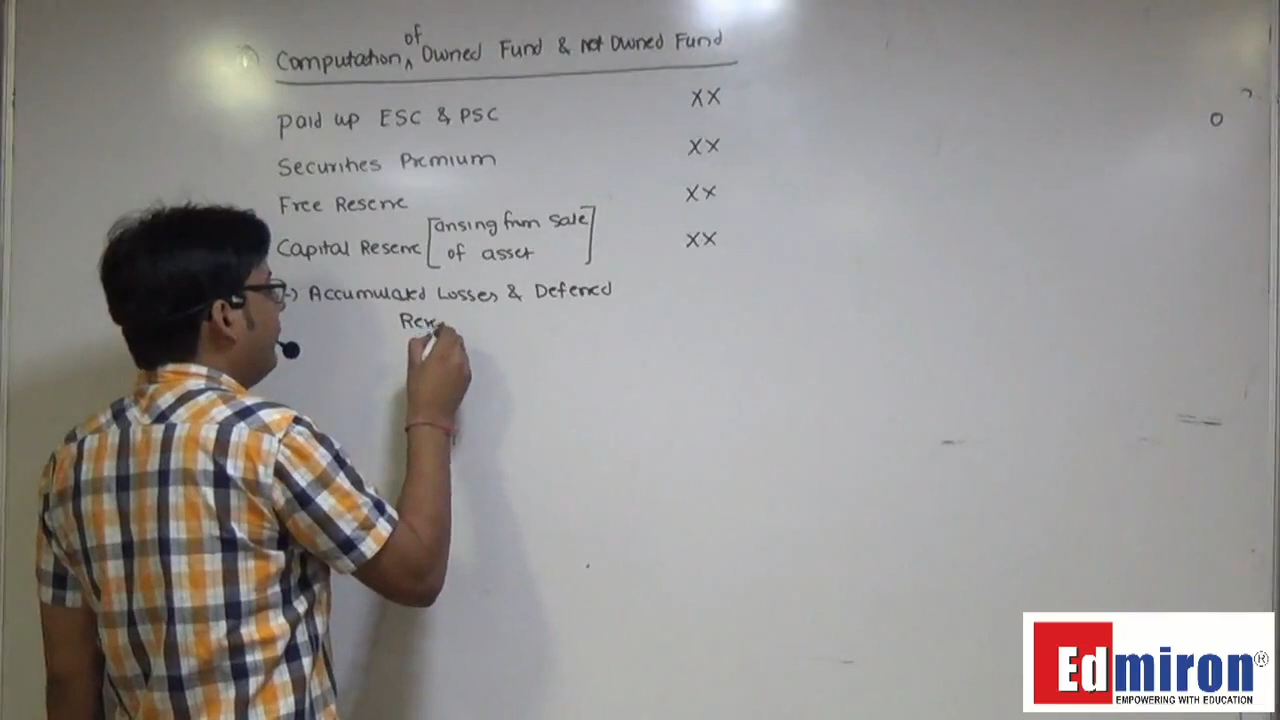 Computation of Owned Fund & not Owned Fund
Paid up ESC & PSC XX
Securities Premium XX
Free Reserve XX
Capital Reserve [arising from sale of asset] XX
(-) Accumulated Losses & Deferred
Rev
Edmiron®
EMPOWERING WITH EDUCATION